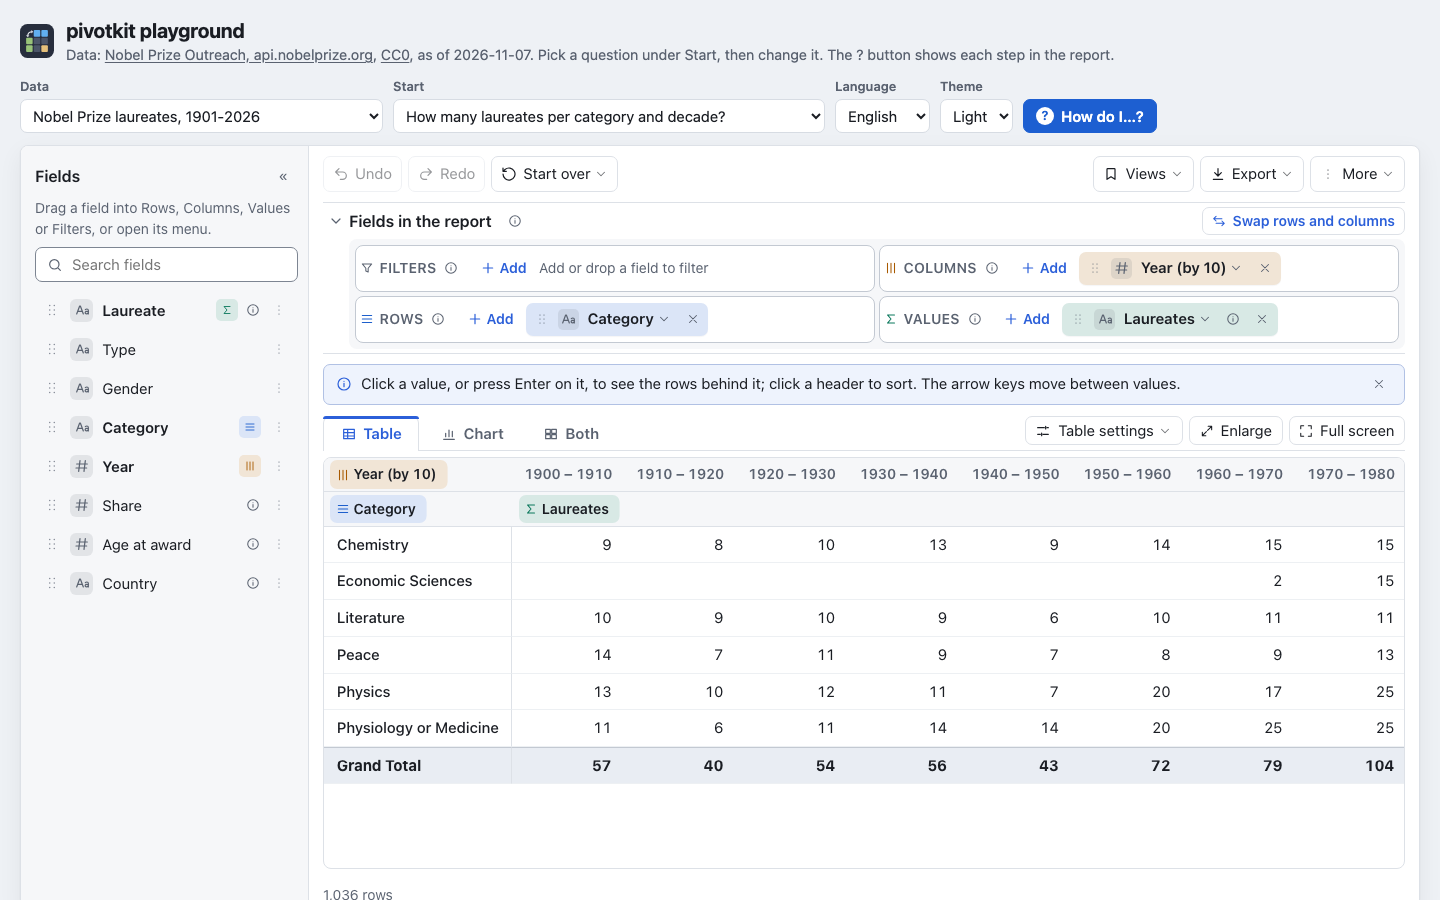 pivotkit playground
Data: Nobel Prize Outreach, api.nobelprize.org, CC0, as of 2026-11-07. Pick a question under Start, then change it. The ? button shows each step in the report.
Data Start Language Theme
Nobel Prize laureates, 1901-2026 How many laureates per category and decade? English Light ? How do I...?
Fields «
Drag a field into Rows, Columns, Values
or Filters, or open its menu.
Search fields
Aa Laureate Σ
Aa Type
Aa Gender
Aa Category
# Year
# Share
# Age at award
Aa Country
Undo Redo Start over Views Export More
Fields in the report Swap rows and columns
FILTERS + Add Add or drop a field to filter
COLUMNS + Add # Year (by 10) ×
ROWS + Add Aa Category ×
Σ VALUES + Add Aa Laureates ×
Click a value, or press Enter on it, to see the rows behind it; click a header to sort. The arrow keys move between values. ×
Table Chart Both Table settings Enlarge Full screen
Year (by 10) 1900 – 1910 1910 – 1920 1920 – 1930 1930 – 1940 1940 – 1950 1950 – 1960 1960 – 1970 1970 – 1980
Category Σ Laureates
Chemistry 9 8 10 13 9 14 15 15
Economic Sciences 2 15
Literature 10 9 10 9 6 10 11 11
Peace 14 7 11 9 7 8 9 13
Physics 13 10 12 11 7 20 17 25
Physiology or Medicine 11 6 11 14 14 20 25 25
Grand Total 57 40 54 56 43 72 79 104
1,036 rows